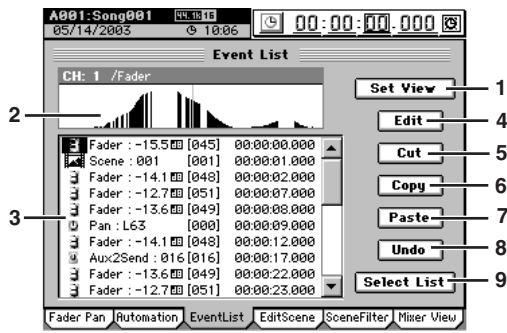 A001:Song001 44.1k 16
05/14/2003 10:06 00:00:00.000
Event List
CH: 1 /Fader
Set View 1
2
Edit 4
Cut 5
Copy 6
Paste 7
Undo 8
Select List 9
3
Fader : -15.5dB [045] 00:00:00.000
Scene : 001 [001] 00:00:01.000
Fader : -14.1dB [048] 00:00:02.000
Fader : -12.7dB [051] 00:00:07.000
Fader : -13.6dB [049] 00:00:08.000
Pan : L63 [000] 00:00:09.000
Fader : -14.1dB [048] 00:00:12.000
Aux2Send : 016 [016] 00:00:17.000
Fader : -13.6dB [049] 00:00:22.000
Fader : -12.7dB [051] 00:00:23.000
Fader Pan Automation EventList EditScene SceneFilter Mixer View